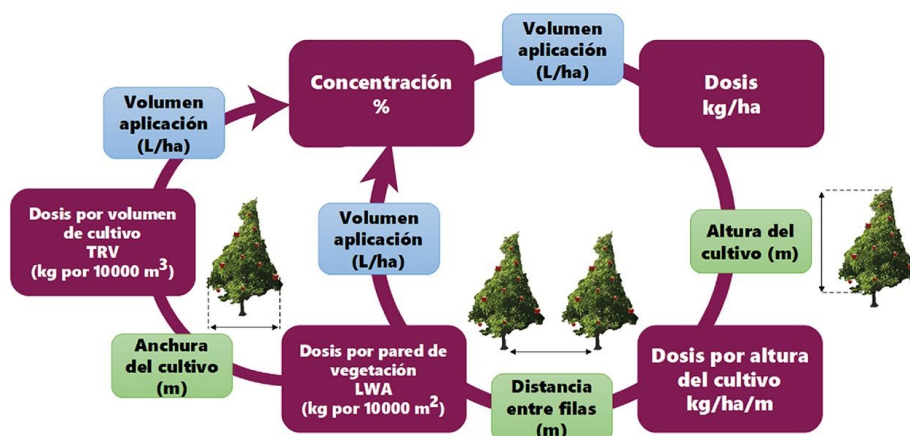 Volumen
aplicación
(L/ha)
Concentración
%
Volumen
aplicación
(L/ha)
Dosis
kg/ha
Dosis por volumen
de cultivo
TRV
(kg por 10000 m³)
Volumen
aplicación
(L/ha)
Altura del
cultivo (m)
Anchura
del cultivo
(m)
Dosis por pared de
vegetación
LWA
(kg por 10000 m²)
Distancia
entre filas
(m)
Dosis por altura
del cultivo
kg/ha/m